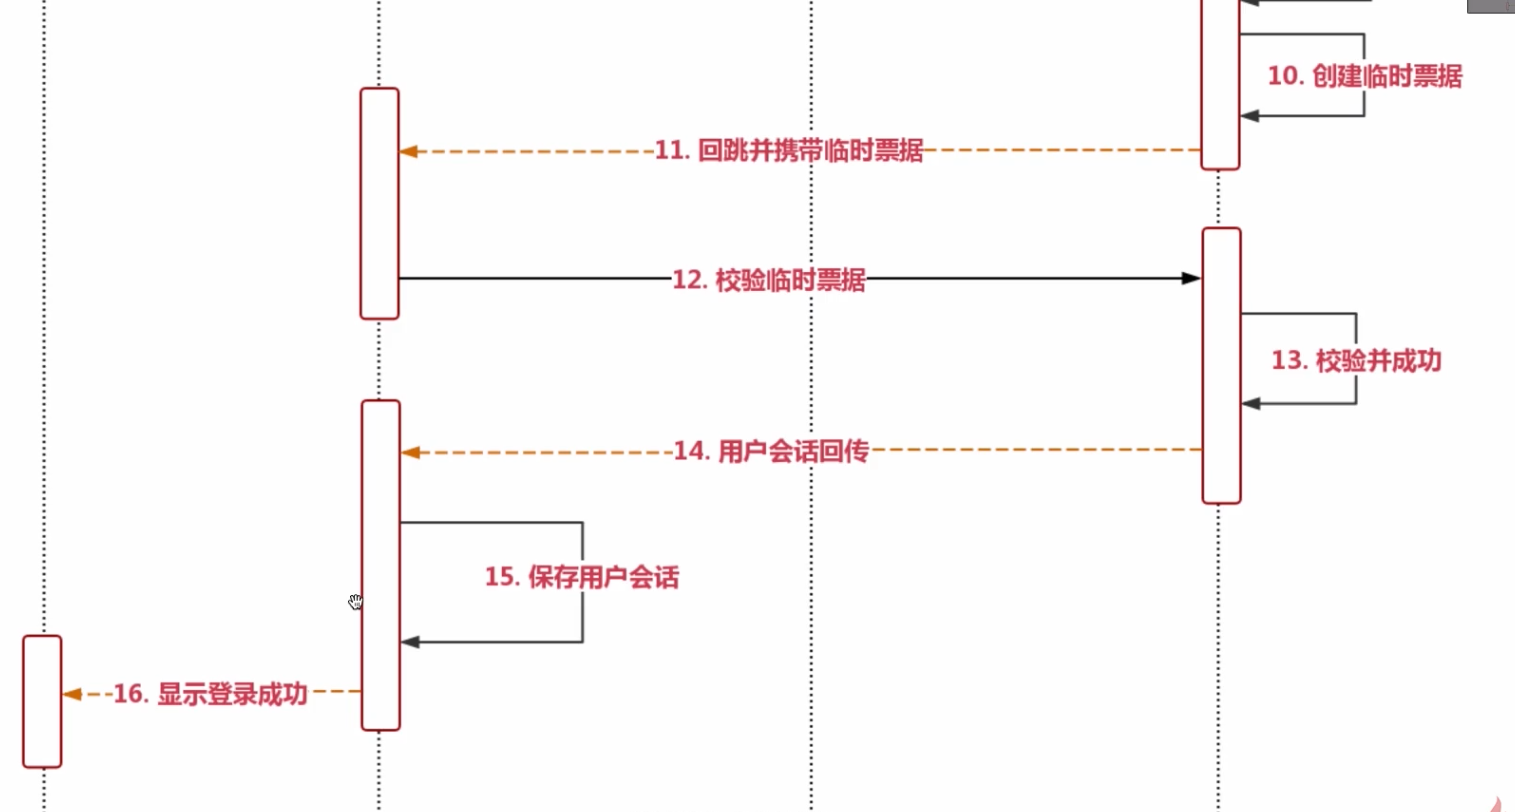 10. 创建临时票据
11. 回跳并携带临时票据
12. 校验临时票据
13. 校验并成功
14. 用户会话回传
15. 保存用户会话
16. 显示登录成功